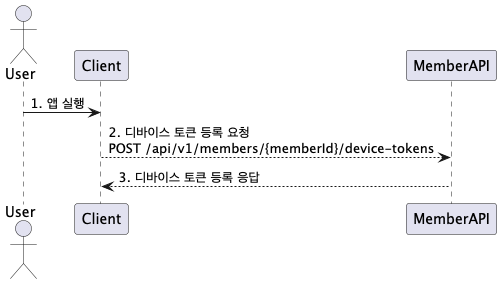 User
Client
MemberAPI
1. 앱 실행
2. 디바이스 토큰 등록 요청
POST /api/v1/members/{memberId}/device-tokens
3. 디바이스 토큰 등록 응답
User
Client
MemberAPI